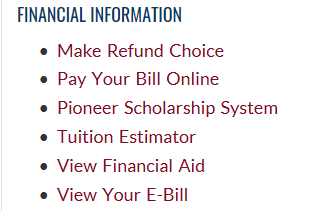 FINANCIAL INFORMATION
• Make Refund Choice
• Pay Your Bill Online
• Pioneer Scholarship System
• Tuition Estimator
• View Financial Aid
• View Your E-Bill